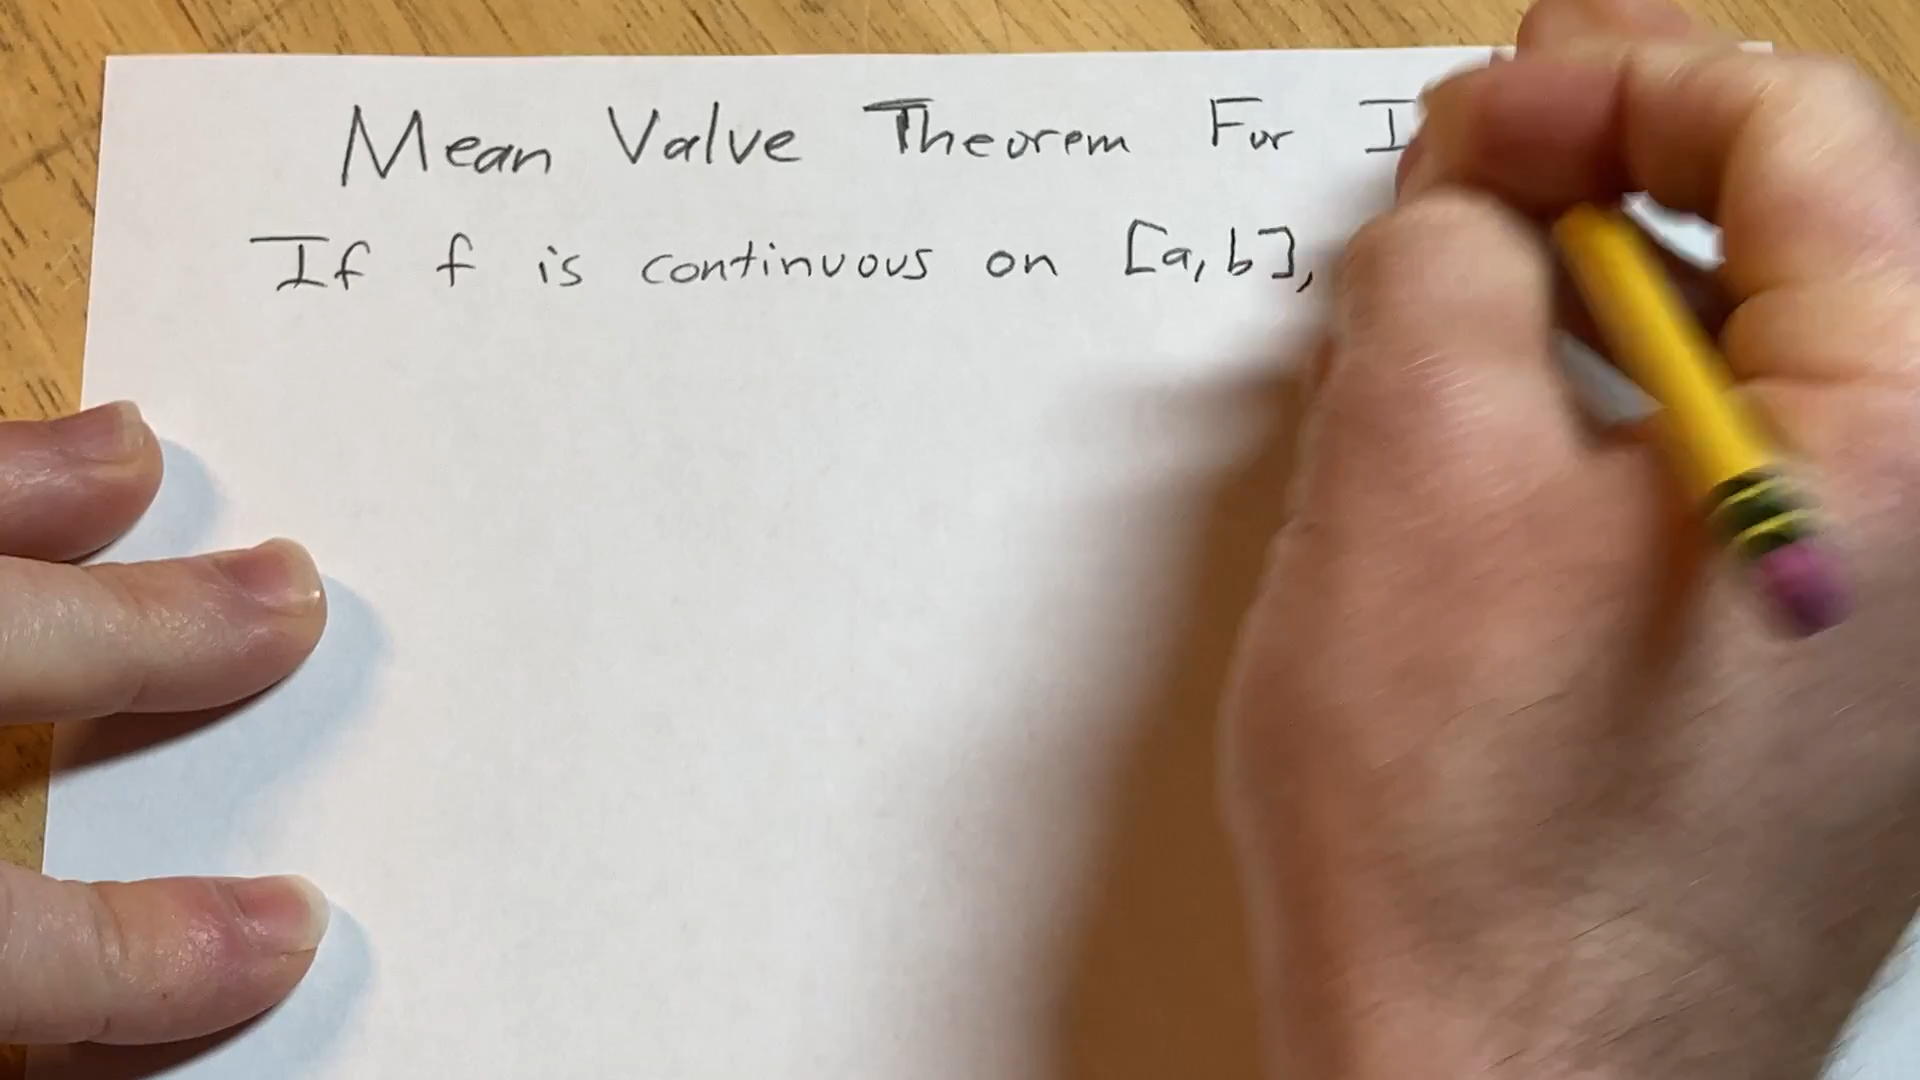 Mean Value Theorem For I
If f is continuous on [a,b],